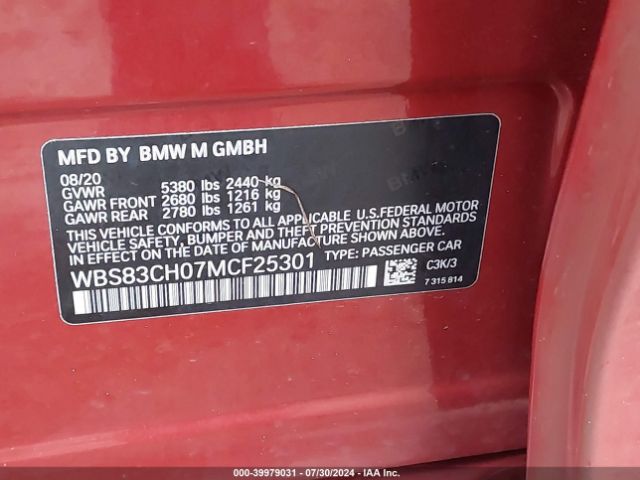 MFD BY BMW M GMBH
08/20
GVWR 5380 lbs 2440 kg
GAWR FRONT 2680 lbs 1216 kg
GAWR REAR 2780 lbs 1261 kg
THIS VEHICLE CONFORMS TO ALL APPLICABLE U.S.FEDERAL MOTOR
VEHICLE SAFETY, BUMPER AND THEFT PREVENTION STANDARDS
IN EFFECT ON THE DATE OF MANUFACTURE SHOWN ABOVE.
WBS83CH07MCF25301 TYPE: PASSENGER CAR
C3K/3
7 315 814
000-39979031 - 07/30/2024 - IAA Inc.